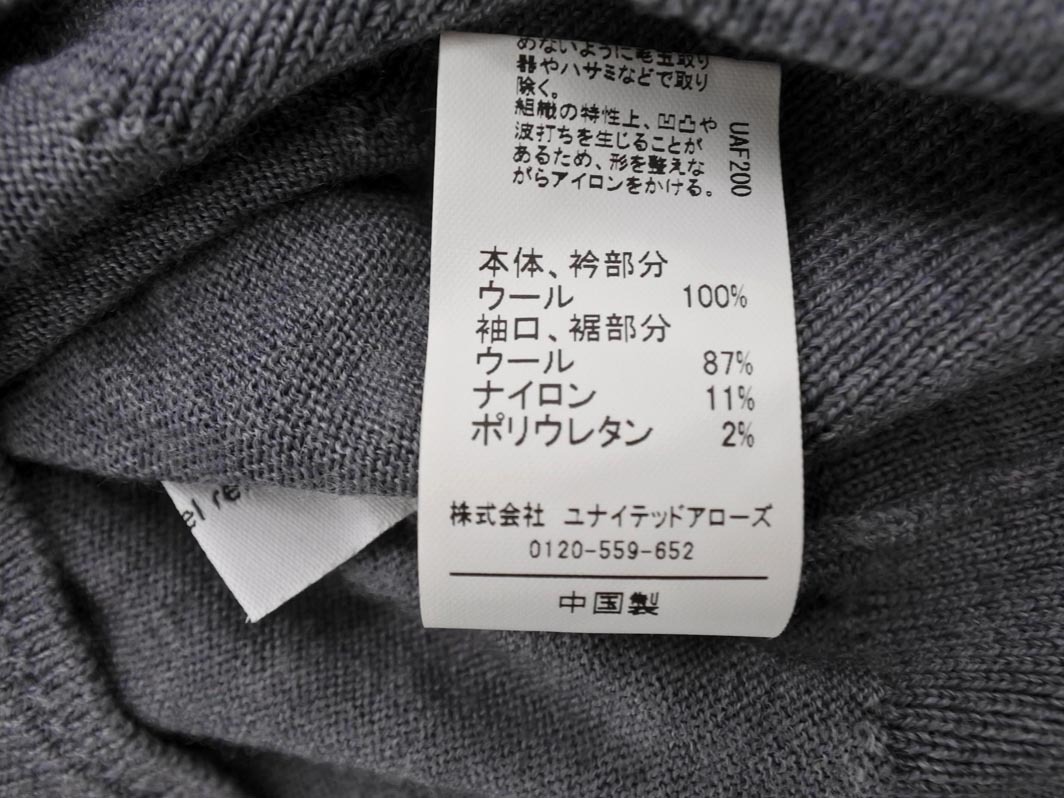 めないように毛玉取り
器やハサミなどで取り
除く。
組織の特性上、凹凸や
波打ちを生じることが
あるため、形を整えな
がらアイロンをかける。
UAF200
本体、衿部分
ウール 100%
袖口、裾部分
ウール 87%
ナイロン 11%
ポリウレタン 2%
株式会社 ユナイテッドアローズ
0120-559-652
中国製